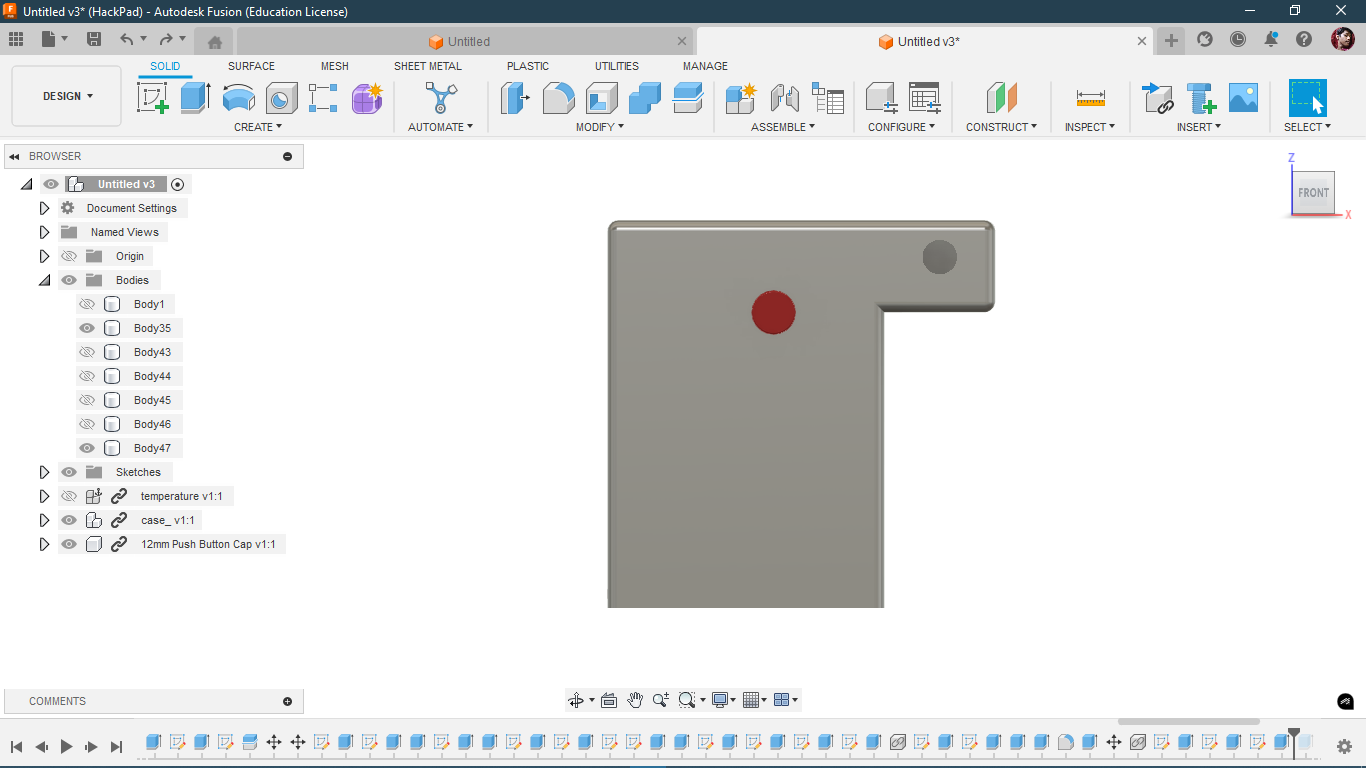 Untitled v3* (HackPad) - Autodesk Fusion (Education License)
Untitled
Untitled v3*
DESIGN
SOLID
SURFACE
MESH
SHEET METAL
PLASTIC
UTILITIES
MANAGE
CREATE
AUTOMATE
MODIFY
ASSEMBLE
CONFIGURE
CONSTRUCT
INSPECT
INSERT
SELECT
BROWSER
Untitled v3
Document Settings
Named Views
Origin
Bodies
Body1
Body35
Body43
Body44
Body45
Body46
Body47
Sketches
temperature v1:1
case_ v1:1
12mm Push Button Cap v1:1
Z
FRONT
X
COMMENTS